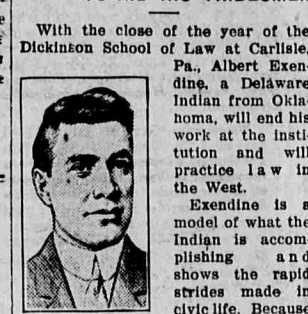 With the close of the year of the
Dickinson School of Law at Carlisle,
Pa., Albert Exen-
dine, a Delaware
Indian from Okla-
homa, will end his
work at the insti-
tution and will
practice law in
the West.
Exendine is a
model of what the
Indian is accom-
plishing and
shows the rapid
strides made in
civic life. Because